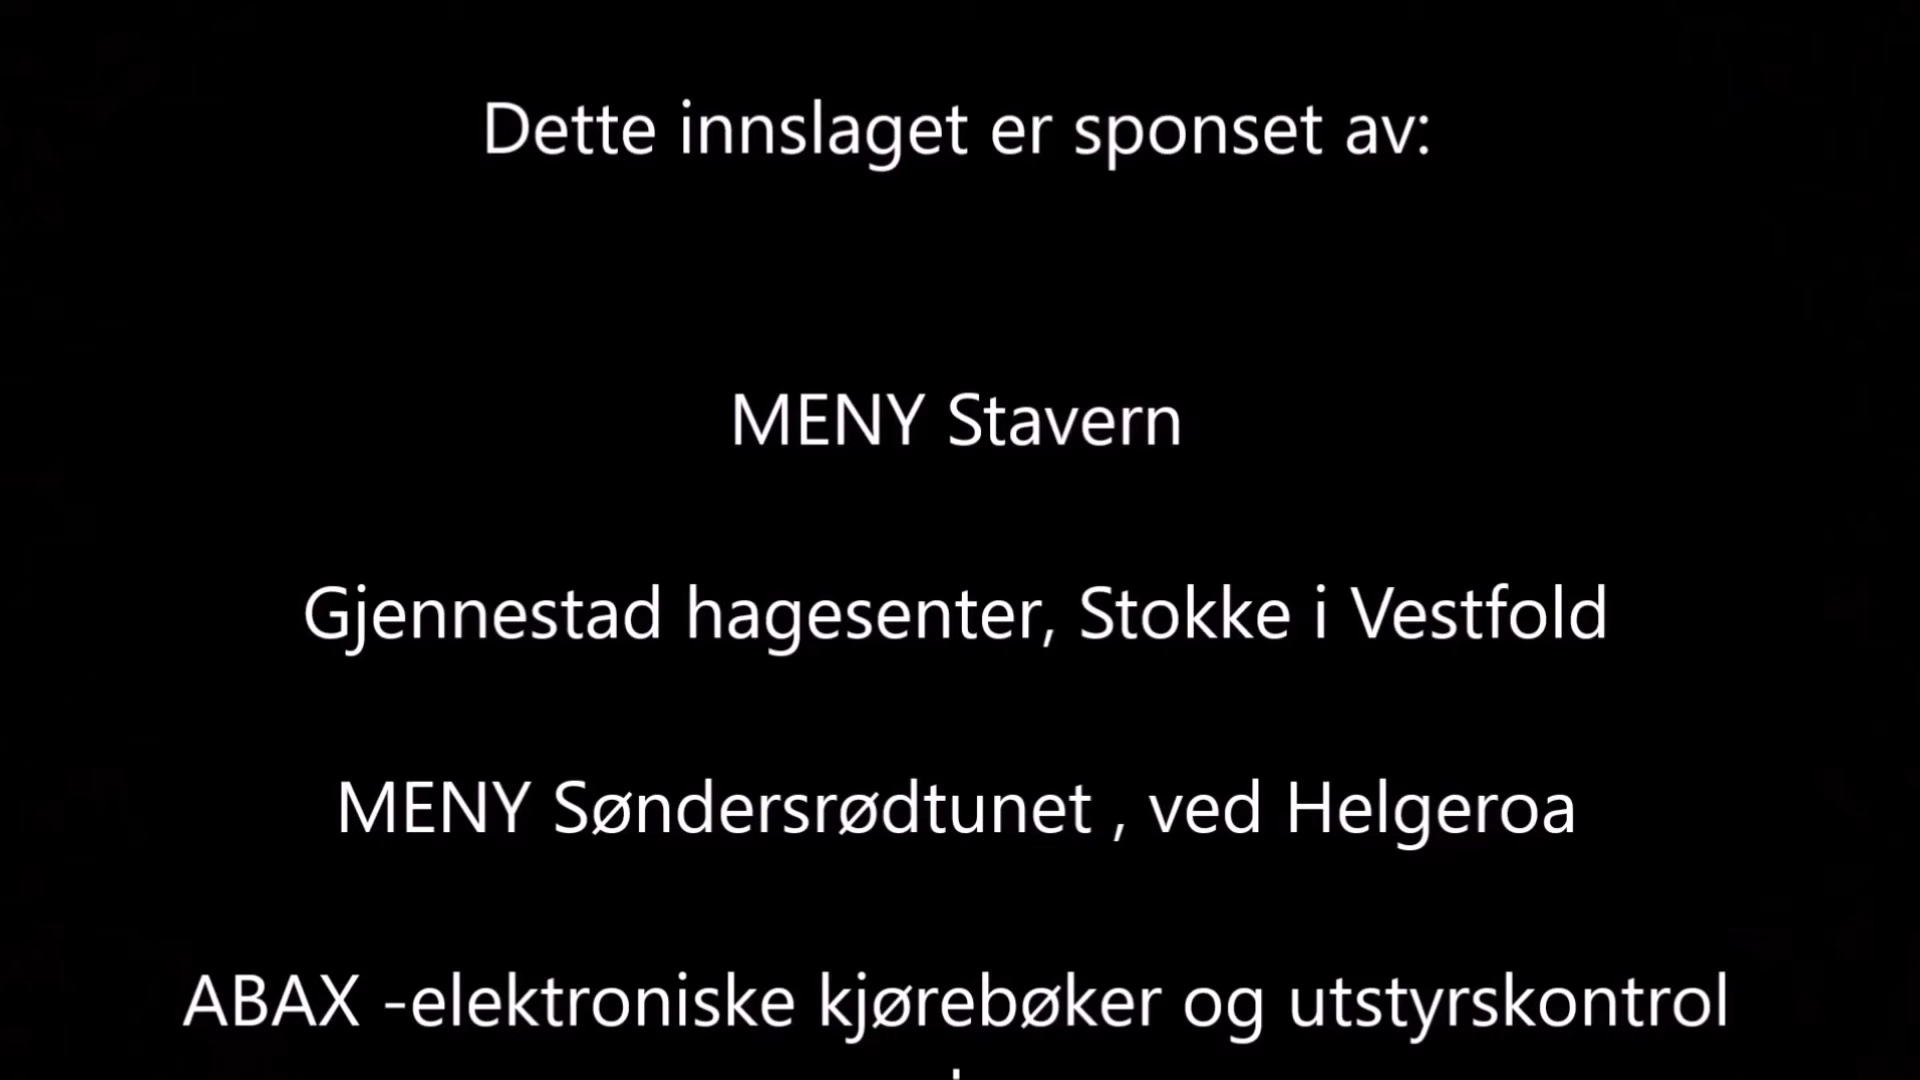 Dette innslaget er sponset av:
MENY Stavern
Gjennestad hagesenter, Stokke i Vestfold
MENY Søndersrødtunet , ved Helgeroa
ABAX -elektroniske kjørebøker og utstyrskontrol